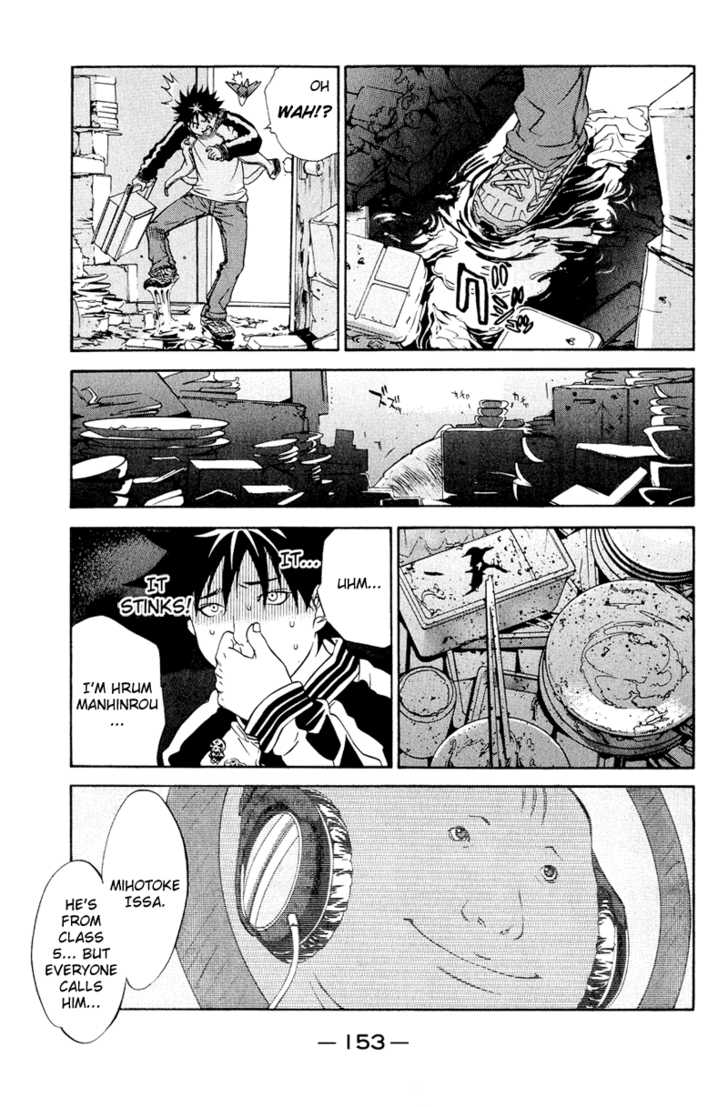 OH
WAH!?
UHM...
IT...
IT
STINKS!
I'M HRUM
MANHINROU
...
MIHOTOKE
ISSA.
HE'S
FROM
CLASS
5... BUT
EVERYONE
CALLS
HIM...
— 153 —